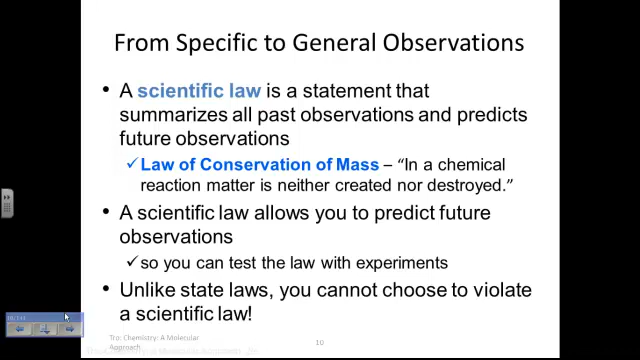 From Specific to General Observations
• A scientific law is a statement that
summarizes all past observations and predicts
future observations
✓Law of Conservation of Mass – “In a chemical
reaction matter is neither created nor destroyed.”
• A scientific law allows you to predict future
observations
✓so you can test the law with experiments
• Unlike state laws, you cannot choose to violate
a scientific law!
Tro: Chemistry: A Molecular
Approach
10